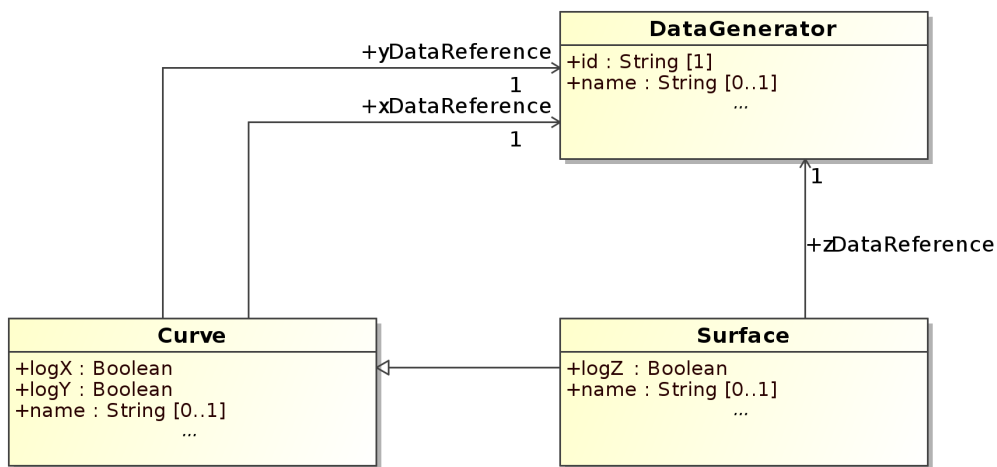 DataGenerator
+yDataReference
+id : String [1]
1
+name : String [0..1]
+xDataReference
...
1
1
+zDataReference
Curve
Surface
+logX : Boolean
+logZ : Boolean
+logY : Boolean
+name : String [0..1]
+name : String [0..1]
...
...